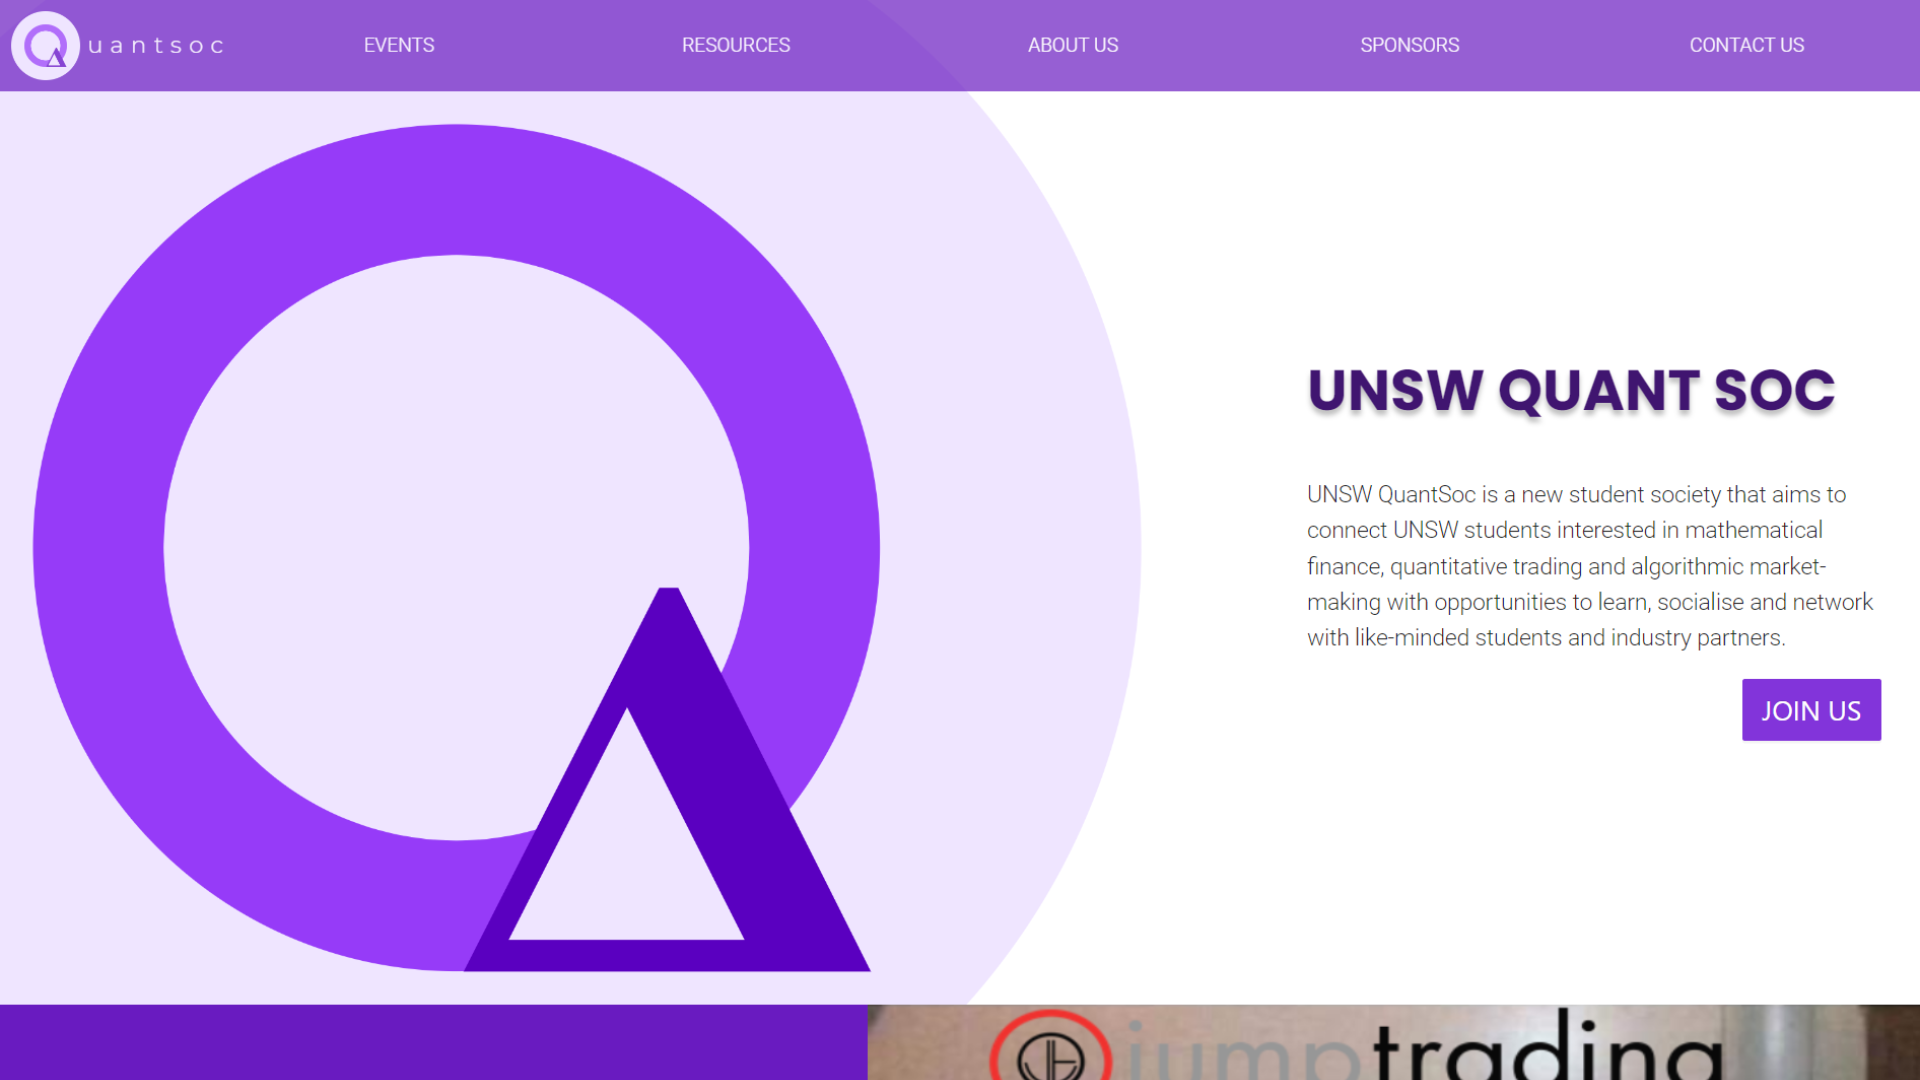 uantsoc
EVENTS
RESOURCES
ABOUT US
SPONSORS
CONTACT US
UNSW QUANT SOC
UNSW QuantSoc is a new student society that aims to
connect UNSW students interested in mathematical
finance, quantitative trading and algorithmic market-
making with opportunities to learn, socialise and network
with like-minded students and industry partners.
JOIN US
jumptrading